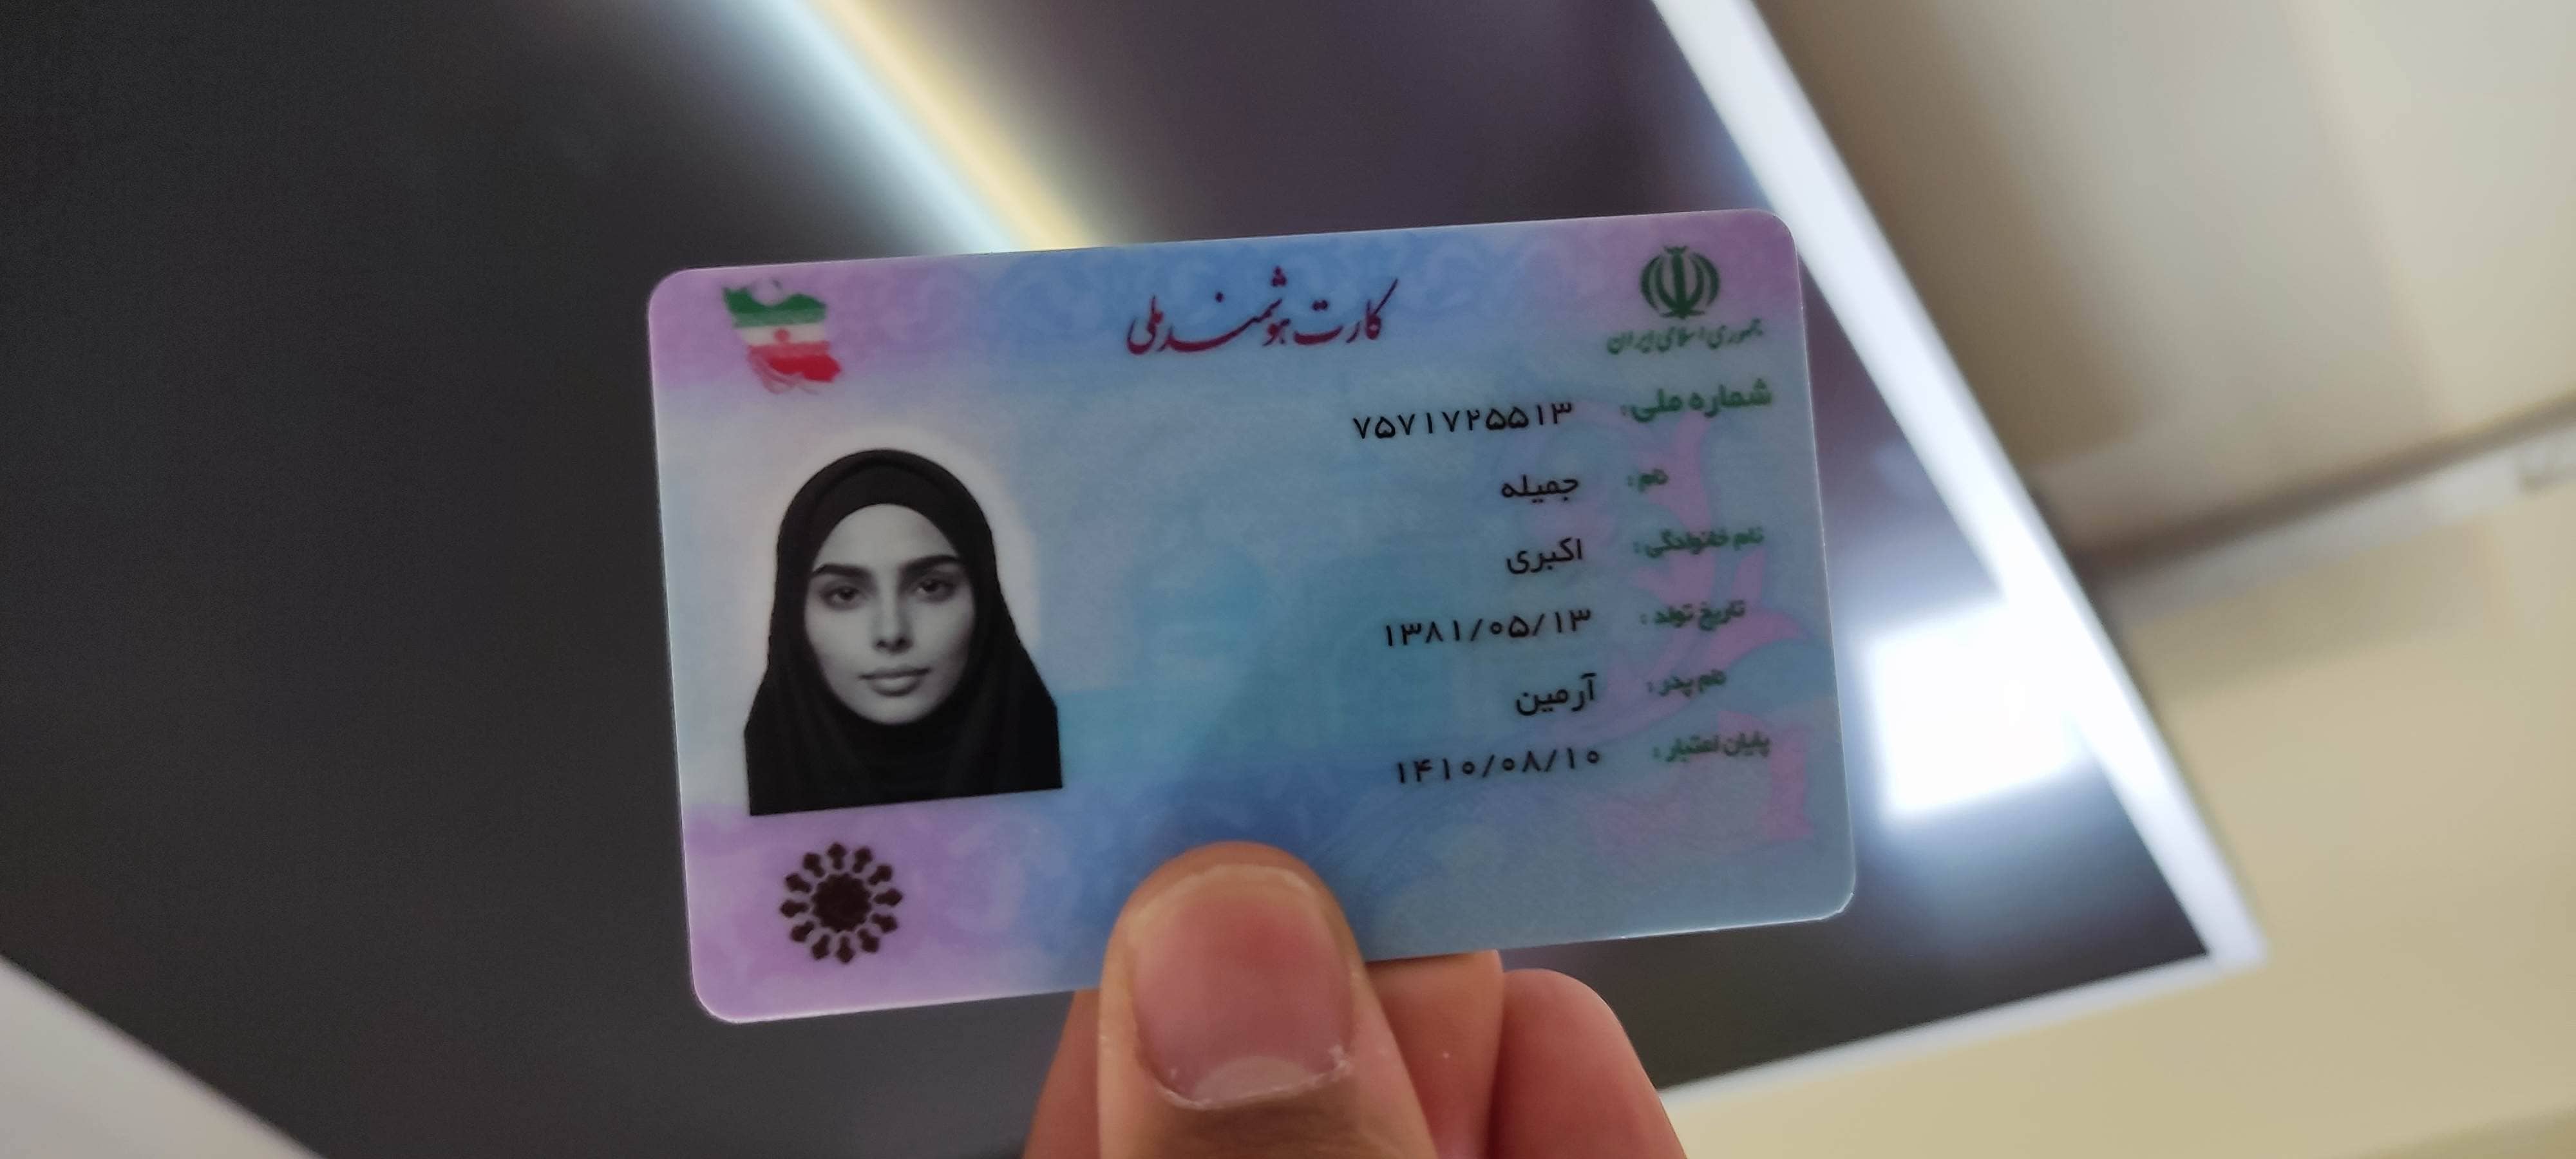 کارت هوشمند ملی
جمهوری اسلامی ایران
شماره ملی: ۷۵۷۱۷۲۵۵۱۳
نام: جمیله
نام خانوادگی: اکبری
تاریخ تولد: ۱۳۸۱/۰۵/۱۳
نام پدر: آرمین
پایان اعتبار: ۱۴۱۰/۰۸/۱۰